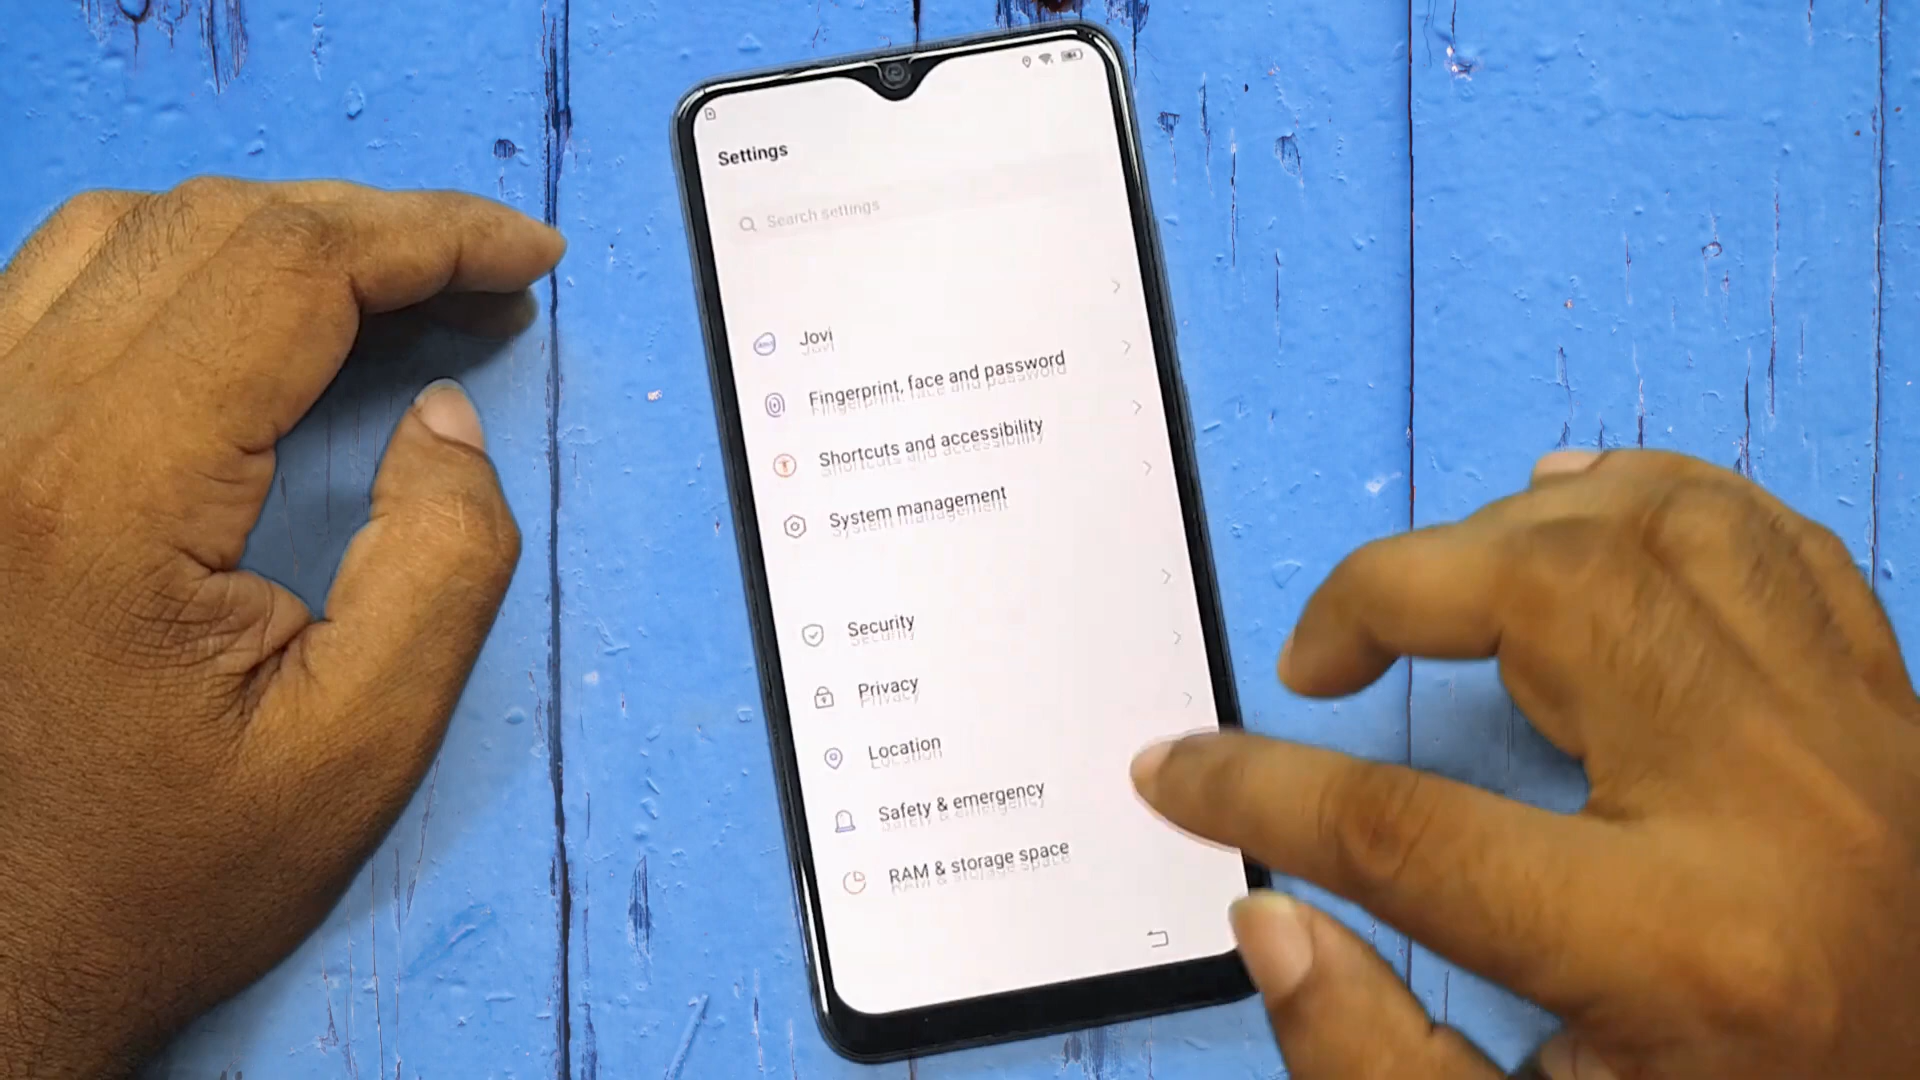 Settings
Search settings
Jovi
Fingerprint, face and password
Shortcuts and accessibility
System management
Security
Privacy
Location
Safety & emergency
RAM & storage space